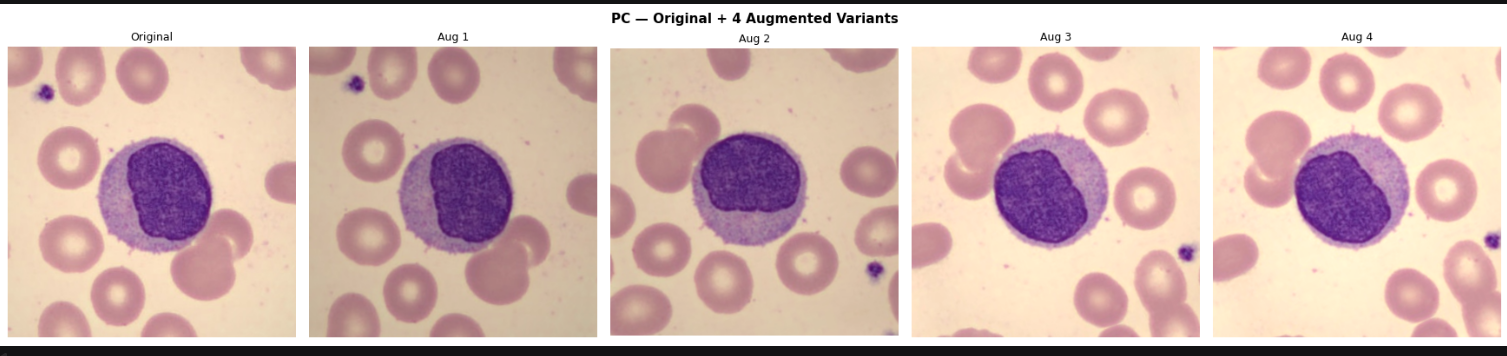 PC — Original + 4 Augmented Variants
Original
Aug 1
Aug 2
Aug 3
Aug 4